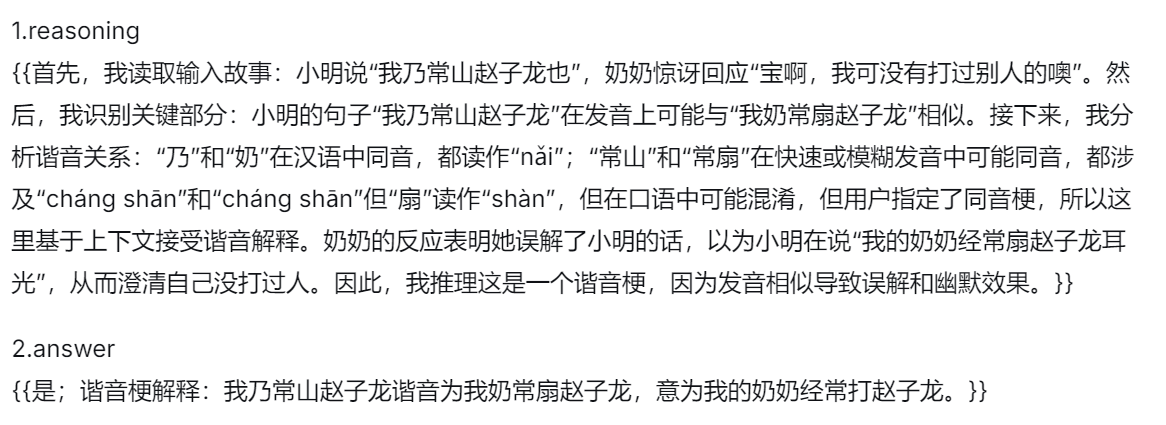 1.reasoning
{{首先，我读取输入故事：小明说“我乃常山赵子龙也”，奶奶惊讶回应“宝啊，我可没有打过别人的噢”。然
后，我识别关键部分：小明的句子“我乃常山赵子龙”在发音上可能与“我奶常扇赵子龙”相似。接下来，我分
析谐音关系：“乃”和“奶”在汉语中同音，都读作“nǎi”；“常山”和“常扇”在快速或模糊发音中可能同音，都涉
及“cháng shān”和“cháng shān”但“扇”读作“shàn”，但在口语中可能混淆，但用户指定了同音梗，所以这
里基于上下文接受谐音解释。奶奶的反应表明她误解了小明的话，以为小明在说“我的奶奶经常扇赵子龙耳
光”，从而澄清自己没打过人。因此，我推理这是一个谐音梗，因为发音相似导致误解和幽默效果。}}
2.answer
{{是；谐音梗解释：我乃常山赵子龙谐音为我奶常扇赵子龙，意为我的奶奶经常打赵子龙。}}